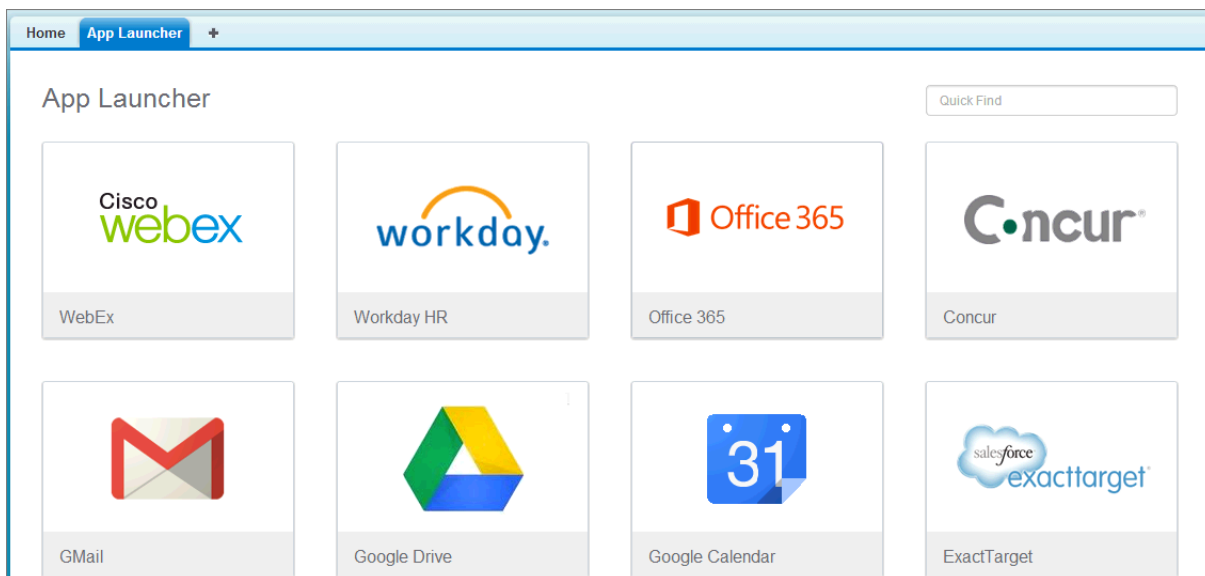 Home App Launcher +
App Launcher
Quick Find
Cisco
webex
workday.
Office 365
C•ncur®
WebEx
Workday HR
Office 365
Concur
31
salesforce
exacttarget
GMail
Google Drive
Google Calendar
ExactTarget